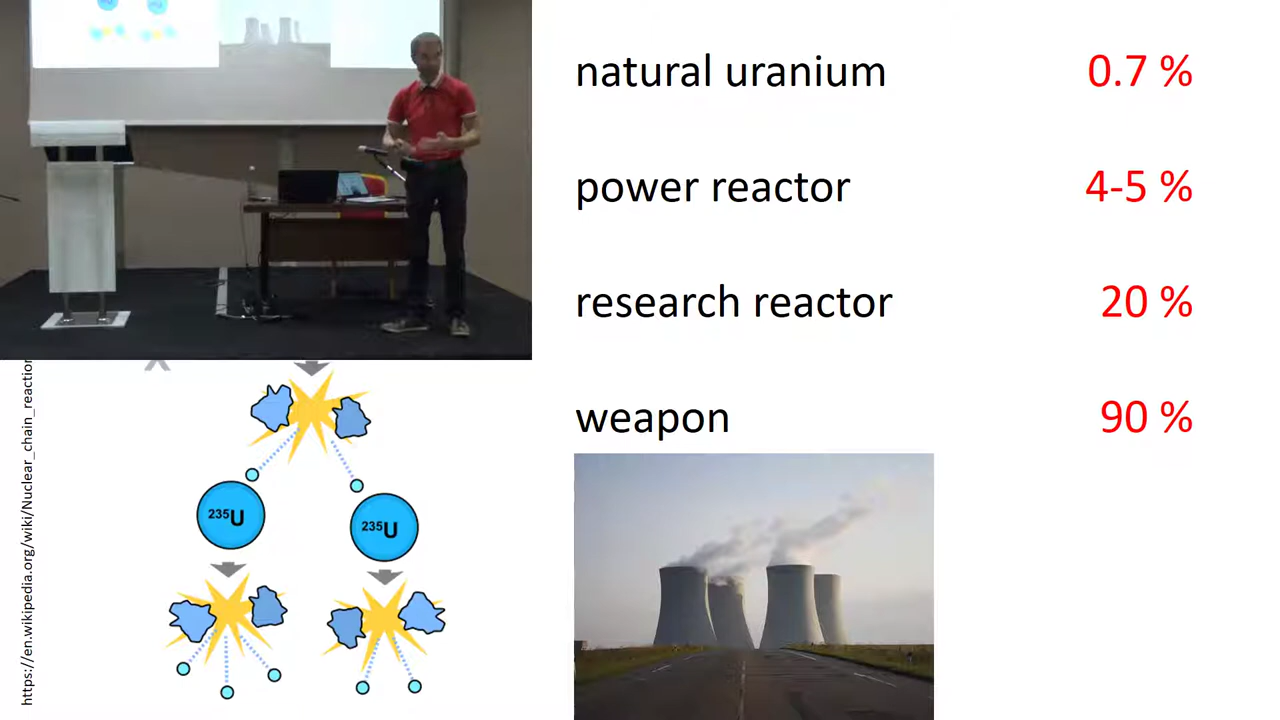 natural uranium 0.7 %
power reactor 4-5 %
research reactor 20 %
weapon 90 %
https://en.wikipedia.org/wiki/Nuclear_chain_reaction
235U
235U